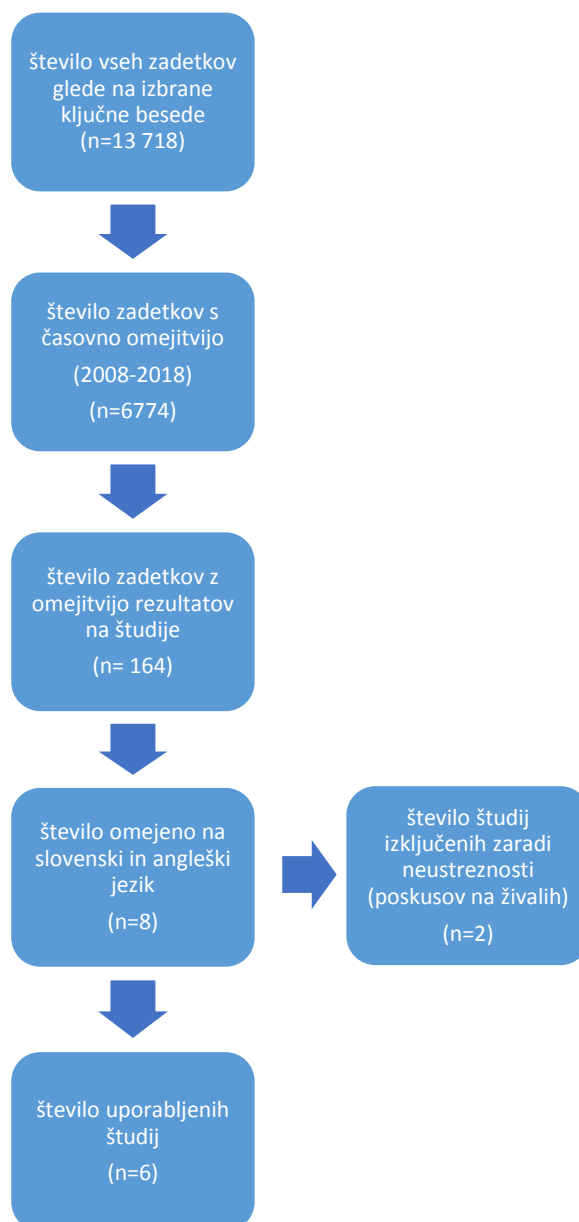 število vseh zadetkov
glede na izbrane
ključne besede
(n=13 718)
število zadetkov s
časovno omejitvijo
(2008-2018)
(n=6774)
število zadetkov z
omejitvijo rezultatov
na študije
(n= 164)
število omejeno na
slovenski in angleški
jezik
(n=8)
število študij
izključenih zaradi
neustreznosti
(poskusov na živalih)
(n=2)
število uporabljenih
študij
(n=6)